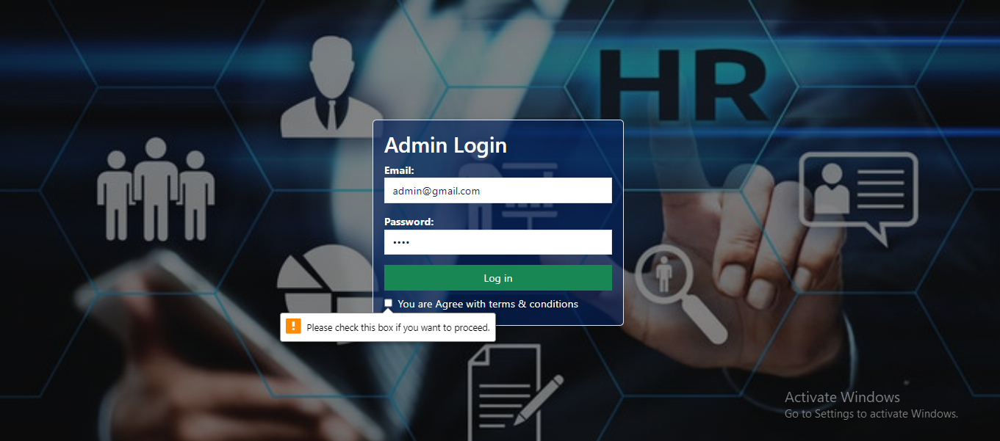 HR
Admin Login
Email:
admin@gmail.com
Password:
••••
Log in
You are Agree with terms & conditions
Please check this box if you want to proceed.
Activate Windows
Go to Settings to activate Windows.